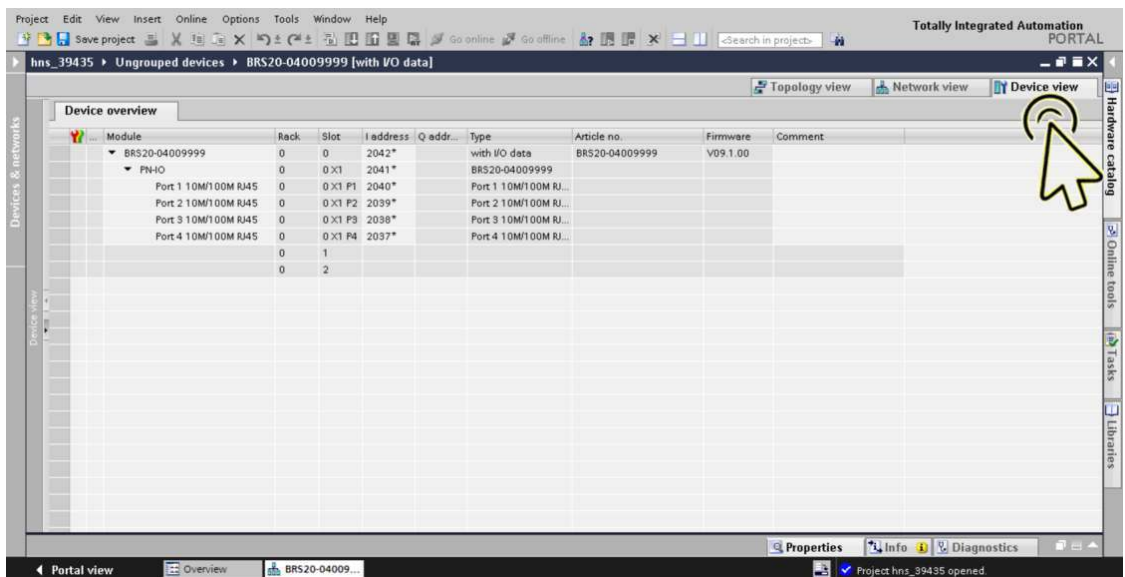 Project Edit View Insert Online Options Tools Window Help
Totally Integrated Automation
PORTAL
Save project Go online Go offline <Search in project>
hns_39435 ▸ Ungrouped devices ▸ BRS20-04009999 [with I/O data]
Topology view Network view Device view
Device overview
... Module Rack Slot I address Q addr... Type Article no. Firmware Comment
BRS20-04009999 0 0 2042* with I/O data BRS20-04009999 V09.1.00
PN-IO 0 0 X1 2041* BRS20-04009999
Port 1 10M/100M RJ45 0 0 X1 P1 2040* Port 1 10M/100M RJ...
Port 2 10M/100M RJ45 0 0 X1 P2 2039* Port 2 10M/100M RJ...
Port 3 10M/100M RJ45 0 0 X1 P3 2038* Port 3 10M/100M RJ...
Port 4 10M/100M RJ45 0 0 X1 P4 2037* Port 4 10M/100M RJ...
0 1
0 2
Devices & networks
Device view
Hardware catalog
Online tools
Tasks
Libraries
Properties Info Diagnostics
Portal view Overview BRS20-04009... Project hns_39435 opened.